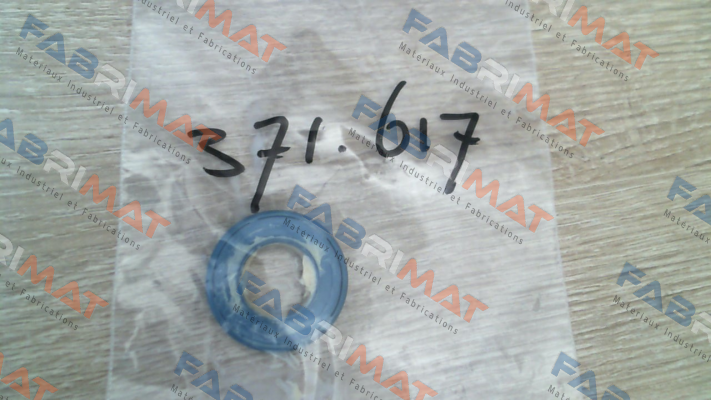 371.617
FABRIMAT
Materiaux Industriel et Fabrications